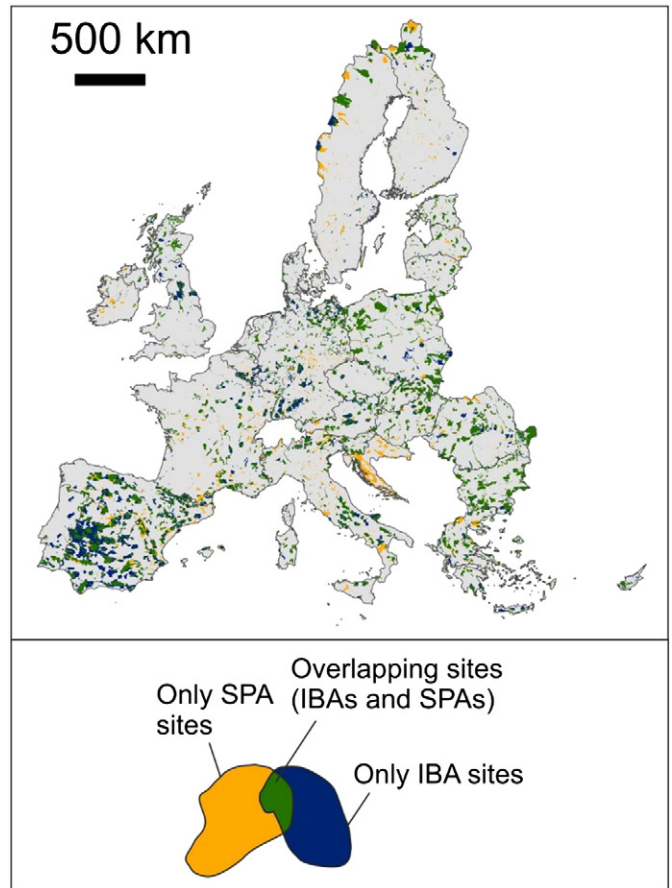 500 km
Overlapping sites
(IBAs and SPAs)
Only SPA
sites
Only IBA sites